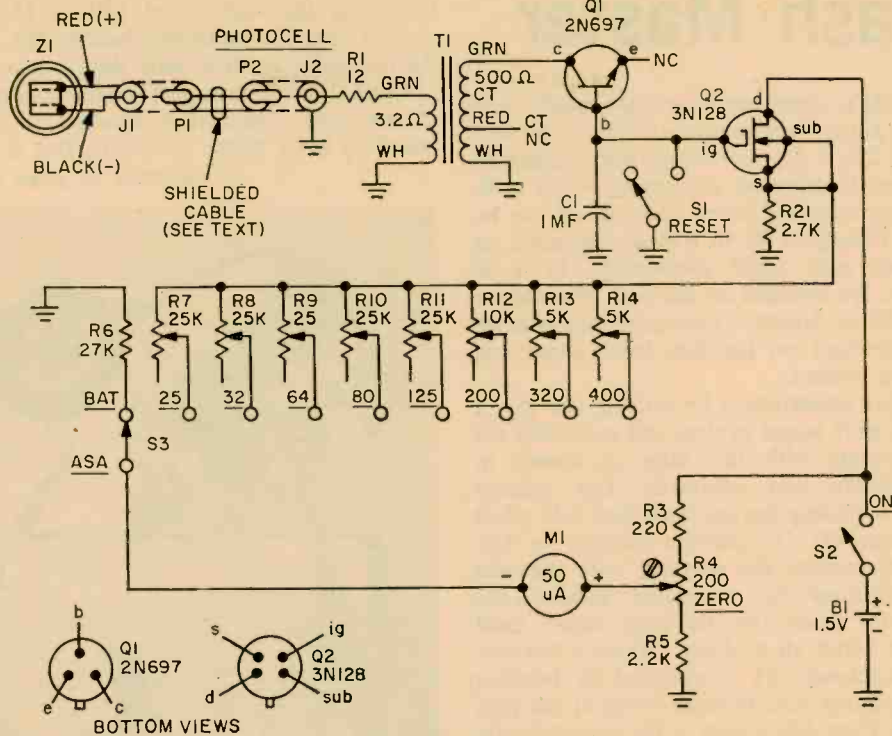 ash Master
Q1
2N697
RED(+)
Z1
PHOTOCELL
P2
J2
R1
12
GRN
T1
GRN
c
e
NC
500 Ω
CT
3.2Ω
RED
CT
NC
WH
WH
b
Q2
3N128
d
sub
ig
s
J1
P1
BLACK(-)
SHIELDED
CABLE
(SEE TEXT)
C1
1MF
S1
RESET
R21
2.7K
R6
27K
R7
25K
R8
25K
R9
25
R10
25K
R11
25K
R12
10K
R13
5K
R14
5K
BAT
25
32
64
80
125
200
320
400
S3
ASA
M1
-
50
uA
+
R3
220
R4
200
ZERO
R5
2.2K
ON
S2
B1
1.5V
+
-
b
Q1
2N697
e
c
s
ig
Q2
3N128
d
sub
BOTTOM VIEWS